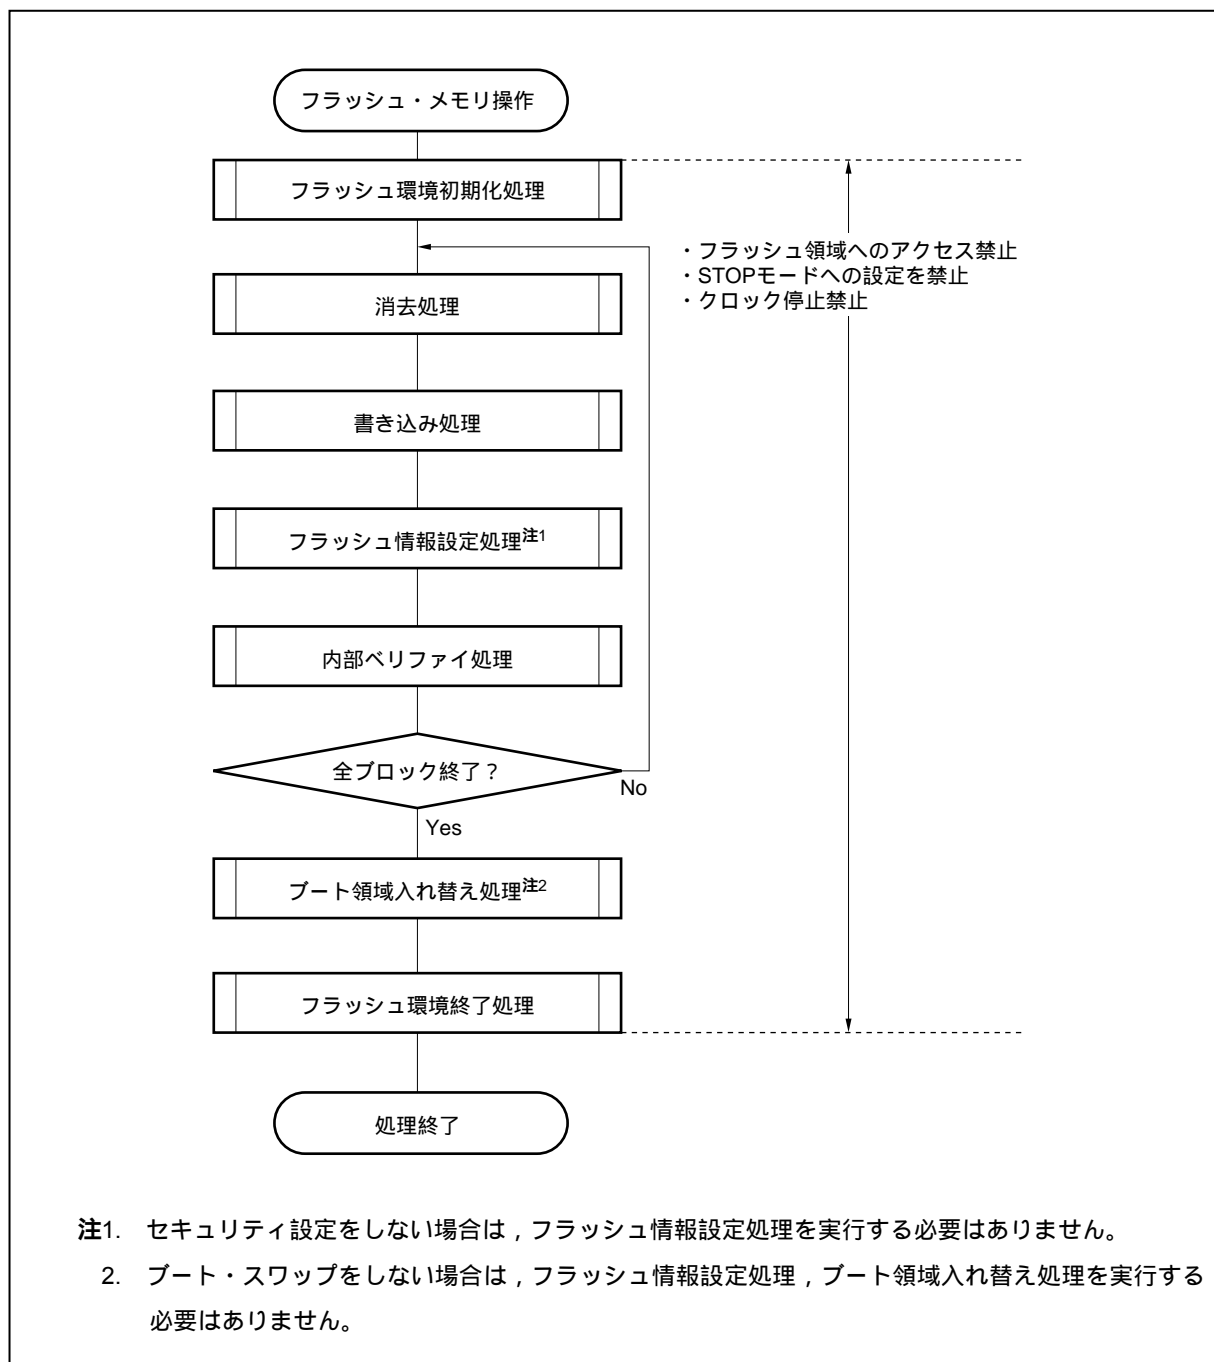 フラッシュ・メモリ操作
フラッシュ環境初期化処理
・フラッシュ領域へのアクセス禁止
・STOPモードへの設定を禁止
・クロック停止禁止
消去処理
書き込み処理
フラッシュ情報設定処理注1
内部ベリファイ処理
全ブロック終了？
No
Yes
ブート領域入れ替え処理注2
フラッシュ環境終了処理
処理終了
注1. セキュリティ設定をしない場合は，フラッシュ情報設定処理を実行する必要はありません。
2. ブート・スワップをしない場合は，フラッシュ情報設定処理，ブート領域入れ替え処理を実行する
必要はありません。